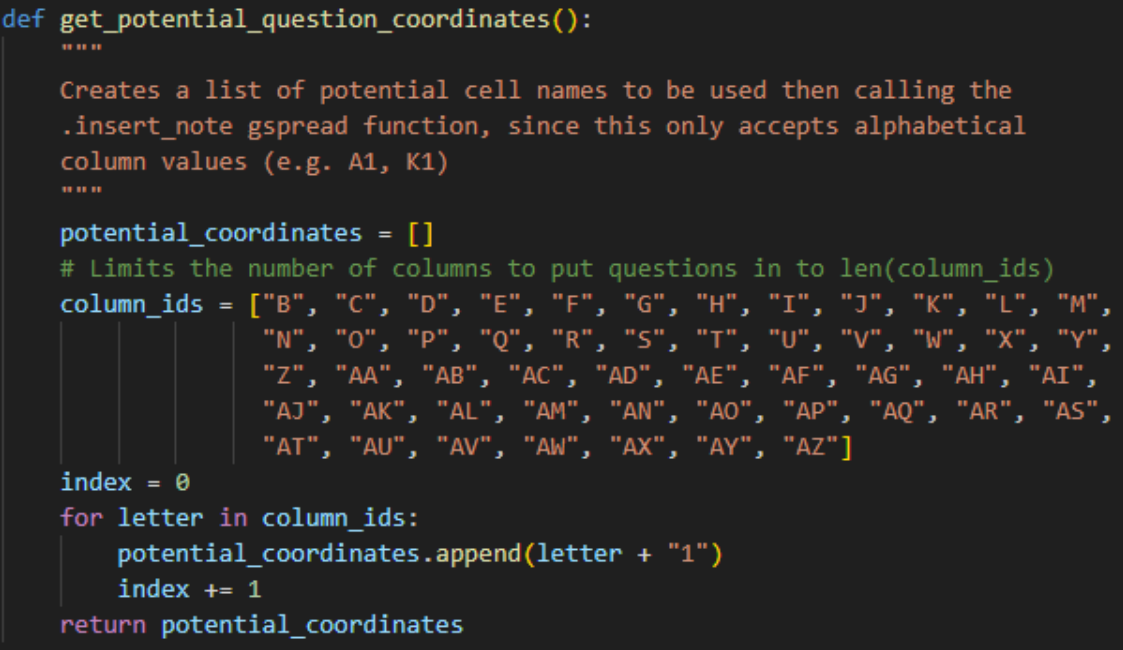 def get_potential_question_coordinates():
    """
    Creates a list of potential cell names to be used then calling the
    .insert_note gspread function, since this only accepts alphabetical
    column values (e.g. A1, K1)
    """
    potential_coordinates = []
    # Limits the number of columns to put questions in to len(column_ids)
    column_ids = ["B", "C", "D", "E", "F", "G", "H", "I", "J", "K", "L", "M",
                  "N", "O", "P", "Q", "R", "S", "T", "U", "V", "W", "X", "Y",
                  "Z", "AA", "AB", "AC", "AD", "AE", "AF", "AG", "AH", "AI",
                  "AJ", "AK", "AL", "AM", "AN", "AO", "AP", "AQ", "AR", "AS",
                  "AT", "AU", "AV", "AW", "AX", "AY", "AZ"]
    index = 0
    for letter in column_ids:
        potential_coordinates.append(letter + "1")
        index += 1
    return potential_coordinates